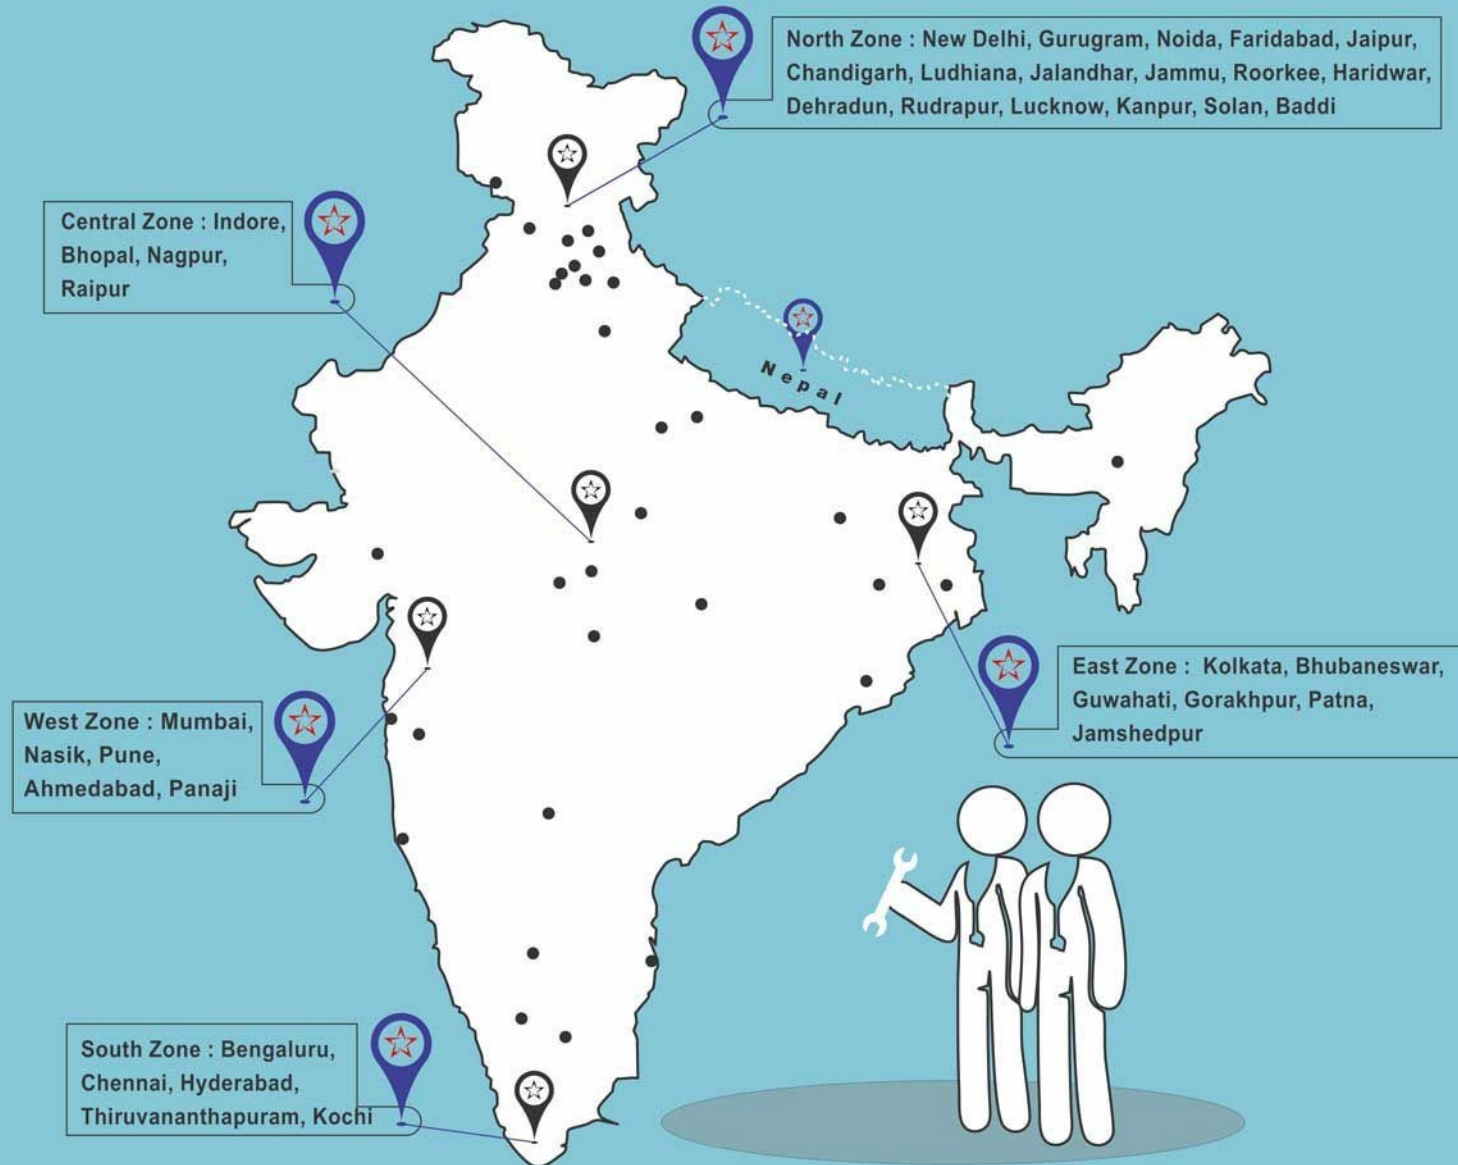 North Zone : New Delhi, Gurugram, Noida, Faridabad, Jaipur,
Chandigarh, Ludhiana, Jalandhar, Jammu, Roorkee, Haridwar,
Dehradun, Rudrapur, Lucknow, Kanpur, Solan, Baddi
Central Zone : Indore,
Bhopal, Nagpur,
Raipur
Nepal
East Zone : Kolkata, Bhubaneswar,
Guwahati, Gorakhpur, Patna,
Jamshedpur
West Zone : Mumbai,
Nasik, Pune,
Ahmedabad, Panaji
South Zone : Bengaluru,
Chennai, Hyderabad,
Thiruvananthapuram, Kochi